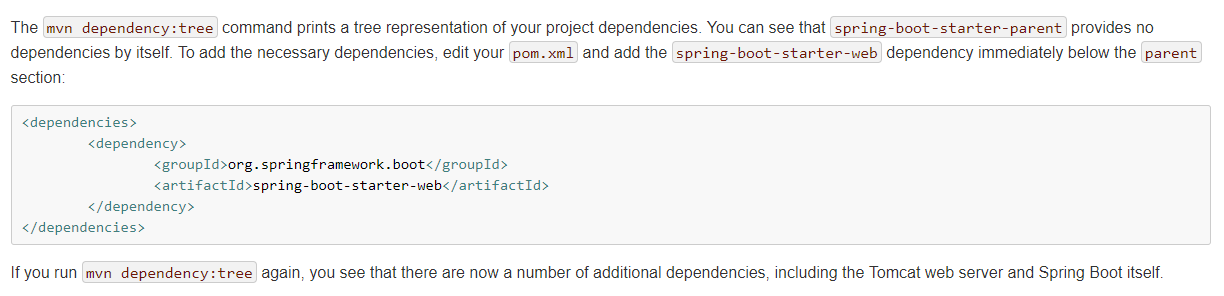 The mvn dependency:tree command prints a tree representation of your project dependencies. You can see that spring-boot-starter-parent provides no
dependencies by itself. To add the necessary dependencies, edit your pom.xml and add the spring-boot-starter-web dependency immediately below the parent
section:
<dependencies>
<dependency>
<groupId>org.springframework.boot</groupId>
<artifactId>spring-boot-starter-web</artifactId>
</dependency>
</dependencies>
If you run mvn dependency:tree again, you see that there are now a number of additional dependencies, including the Tomcat web server and Spring Boot itself.